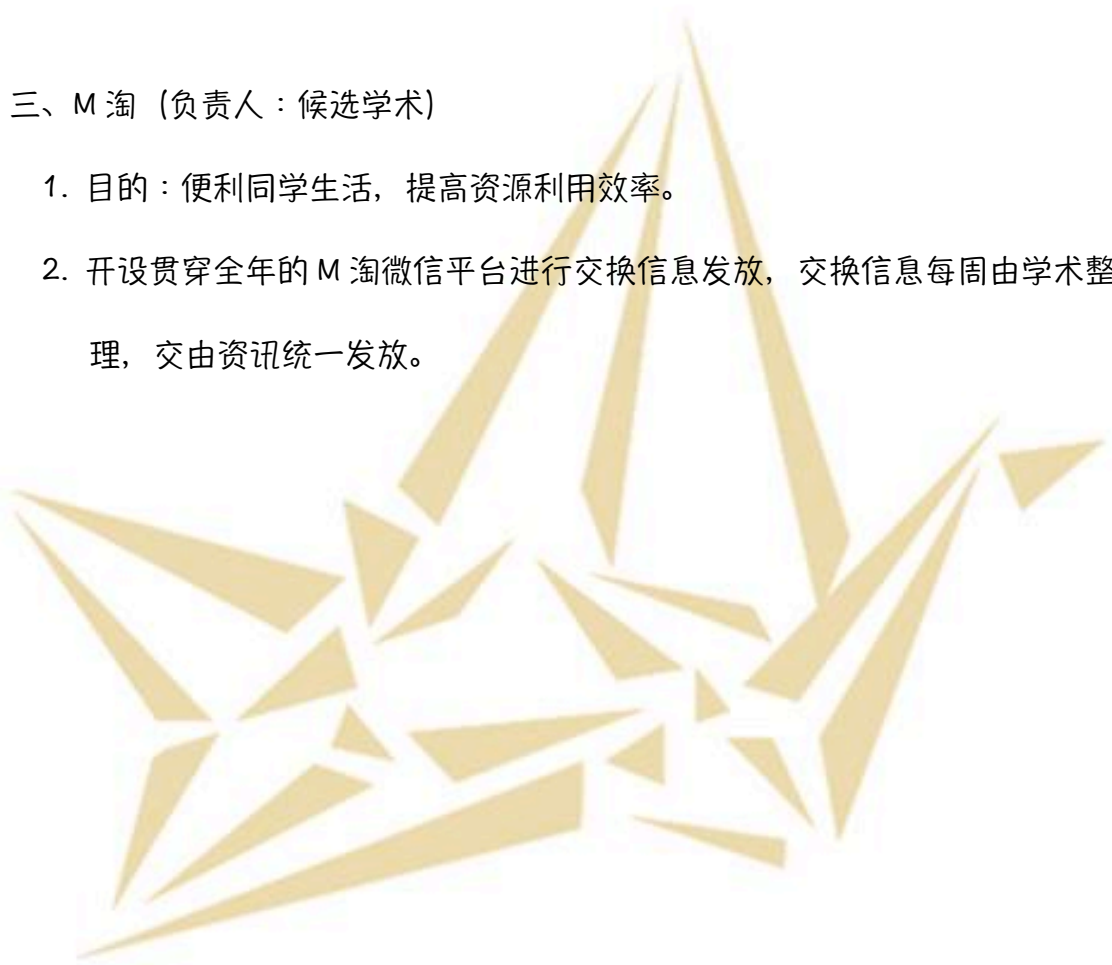 三、M 淘（负责人：候选学术）
1. 目的：便利同学生活，提高资源利用效率。
2. 开设贯穿全年的 M 淘微信平台进行交换信息发放，交换信息每周由学术整
理，交由资讯统一发放。